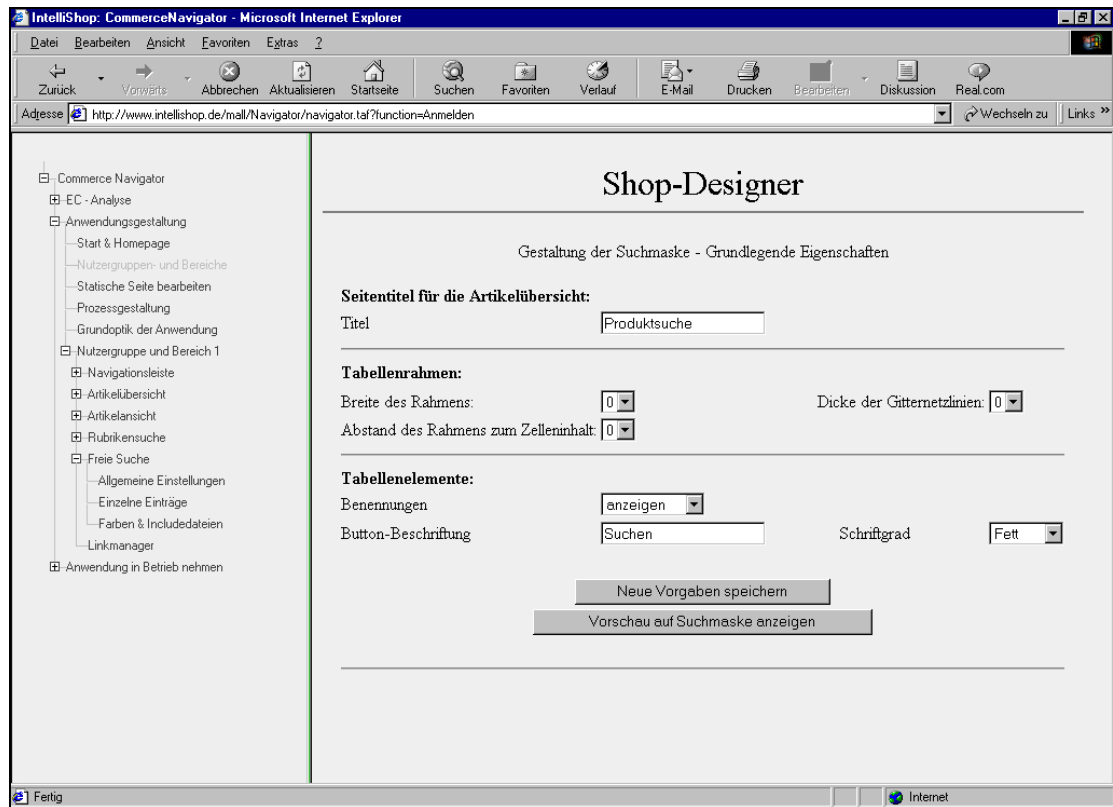 IntelliShop: CommerceNavigator - Microsoft Internet Explorer
Datei Bearbeiten Ansicht Favoriten Extras ?
Zurück Vorwärts Abbrechen Aktualisieren Startseite Suchen Favoriten Verlauf E-Mail Drucken Bearbeiten Diskussion Real.com
Adresse http://www.intellishop.de/mall/Navigator/navigator.taf?function=Anmelden Wechseln zu Links »
Commerce Navigator
EC - Analyse
Anwendungsgestaltung
Start & Homepage
Nutzergruppen- und Bereiche
Statische Seite bearbeiten
Prozessgestaltung
Grundoptik der Anwendung
Nutzergruppe und Bereich 1
Navigationsleiste
Artikelübersicht
Artikelansicht
Rubrikensuche
Freie Suche
Allgemeine Einstellungen
Einzelne Einträge
Farben & Includedateien
Linkmanager
Anwendung in Betrieb nehmen
Shop-Designer
Gestaltung der Suchmaske - Grundlegende Eigenschaften
Seitentitel für die Artikelübersicht:
Titel Produktsuche
Tabellenrahmen:
Breite des Rahmens: 0 Dicke der Gitternetzlinien: 0
Abstand des Rahmens zum Zelleninhalt: 0
Tabellenelemente:
Benennungen anzeigen
Button-Beschriftung Suchen Schriftgrad Fett
Neue Vorgaben speichern
Vorschau auf Suchmaske anzeigen
Fertig Internet